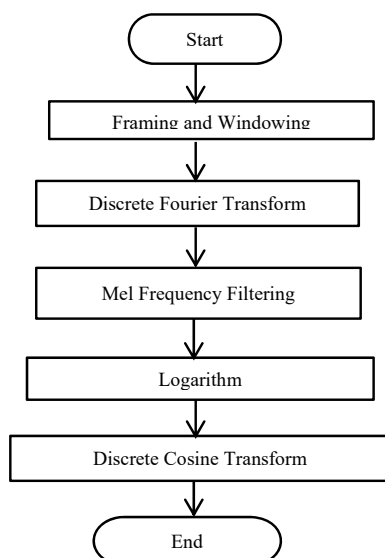 Start
Framing and Windowing
Discrete Fourier Transform
Mel Frequency Filtering
Logarithm
Discrete Cosine Transform
End